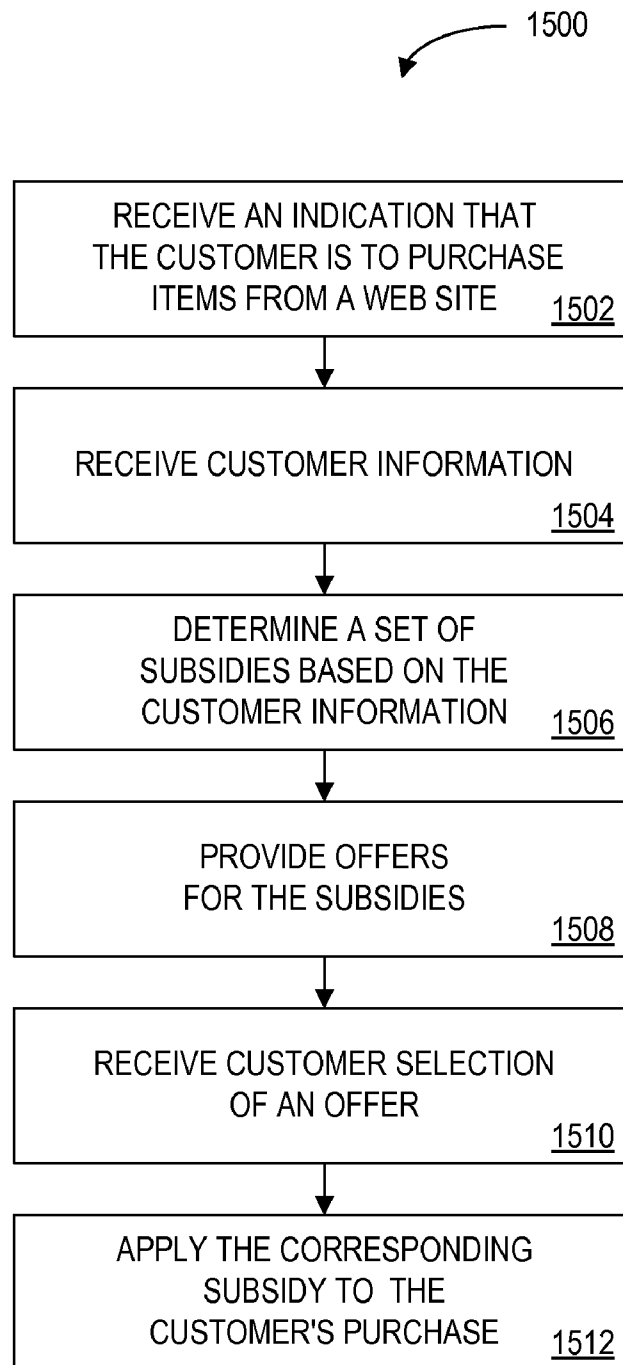 1500
RECEIVE AN INDICATION THAT
THE CUSTOMER IS TO PURCHASE
ITEMS FROM A WEB SITE
1502
RECEIVE CUSTOMER INFORMATION
1504
DETERMINE A SET OF
SUBSIDIES BASED ON THE
CUSTOMER INFORMATION
1506
PROVIDE OFFERS
FOR THE SUBSIDIES
1508
RECEIVE CUSTOMER SELECTION
OF AN OFFER
1510
APPLY THE CORRESPONDING
SUBSIDY TO THE
CUSTOMER'S PURCHASE
1512